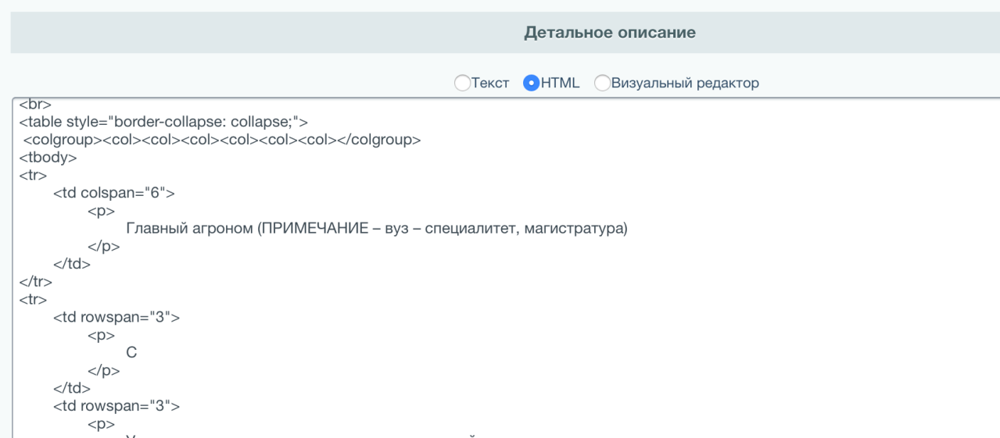 Детальное описание
Текст HTML Визуальный редактор
<br>
<table style="border-collapse: collapse;">
<colgroup><col><col><col><col><col><col></colgroup>
<tbody>
<tr>
<td colspan="6">
<p>
Главный агроном (ПРИМЕЧАНИЕ – вуз – специалитет, магистратура)
</p>
</td>
</tr>
<tr>
<td rowspan="3">
<p>
С
</p>
</td>
<td rowspan="3">
<p>